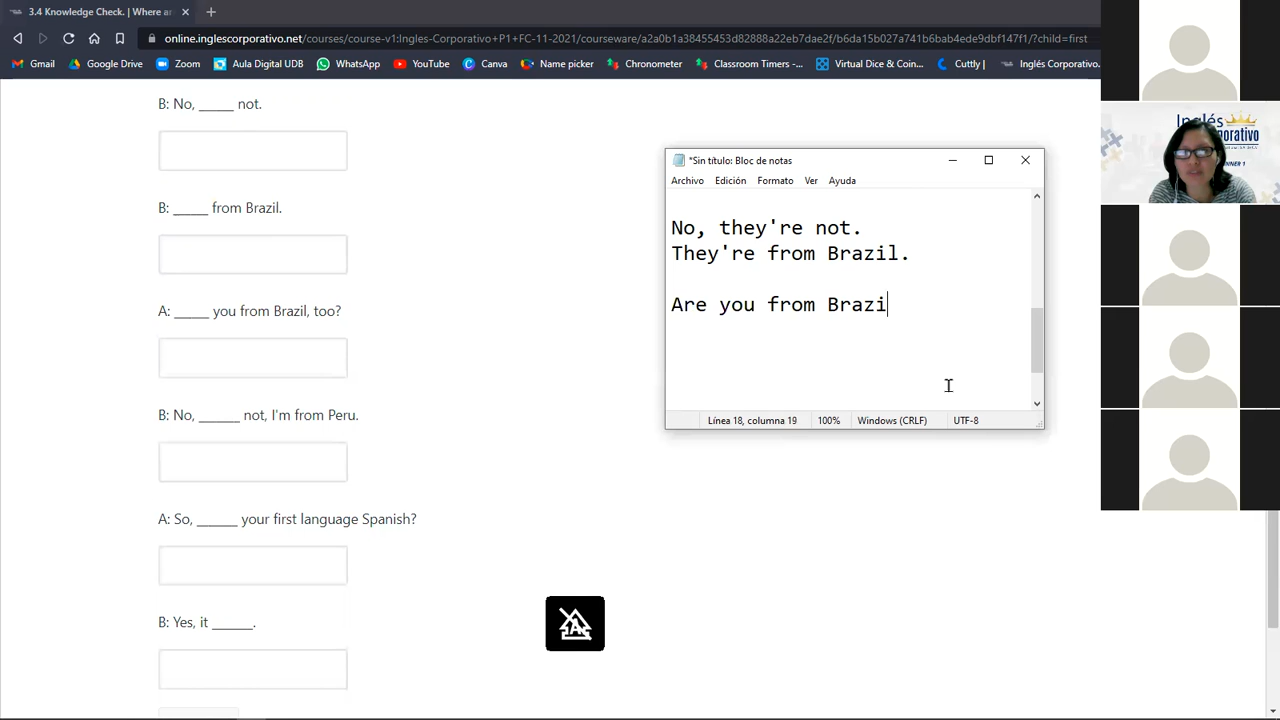 3.4 Knowledge Check. | Where ar
online.inglescorporativo.net/courses/course-v1:Ingles-Corporativo+P1+FC-11-2021/courseware/a2a0b1a38455453d82888a22eb7dae2f/b6da15b027a741b6bab4ede9dbf147f1/?child=first
Gmail Google Drive Zoom Aula Digital UDB WhatsApp YouTube Canva Name picker Chronometer Classroom Timers -... Virtual Dice & Coin... Cuttly | Inglés Corporativo.
B: No, _____ not.
B: _____ from Brazil.
A: _____ you from Brazil, too?
B: No, ______ not, I'm from Peru.
A: So, ______ your first language Spanish?
B: Yes, it ______.
*Sin título: Bloc de notas
Archivo Edición Formato Ver Ayuda
No, they're not.
They're from Brazil.
Are you from Brazi
Línea 18, columna 19 100% Windows (CRLF) UTF-8
Inglés